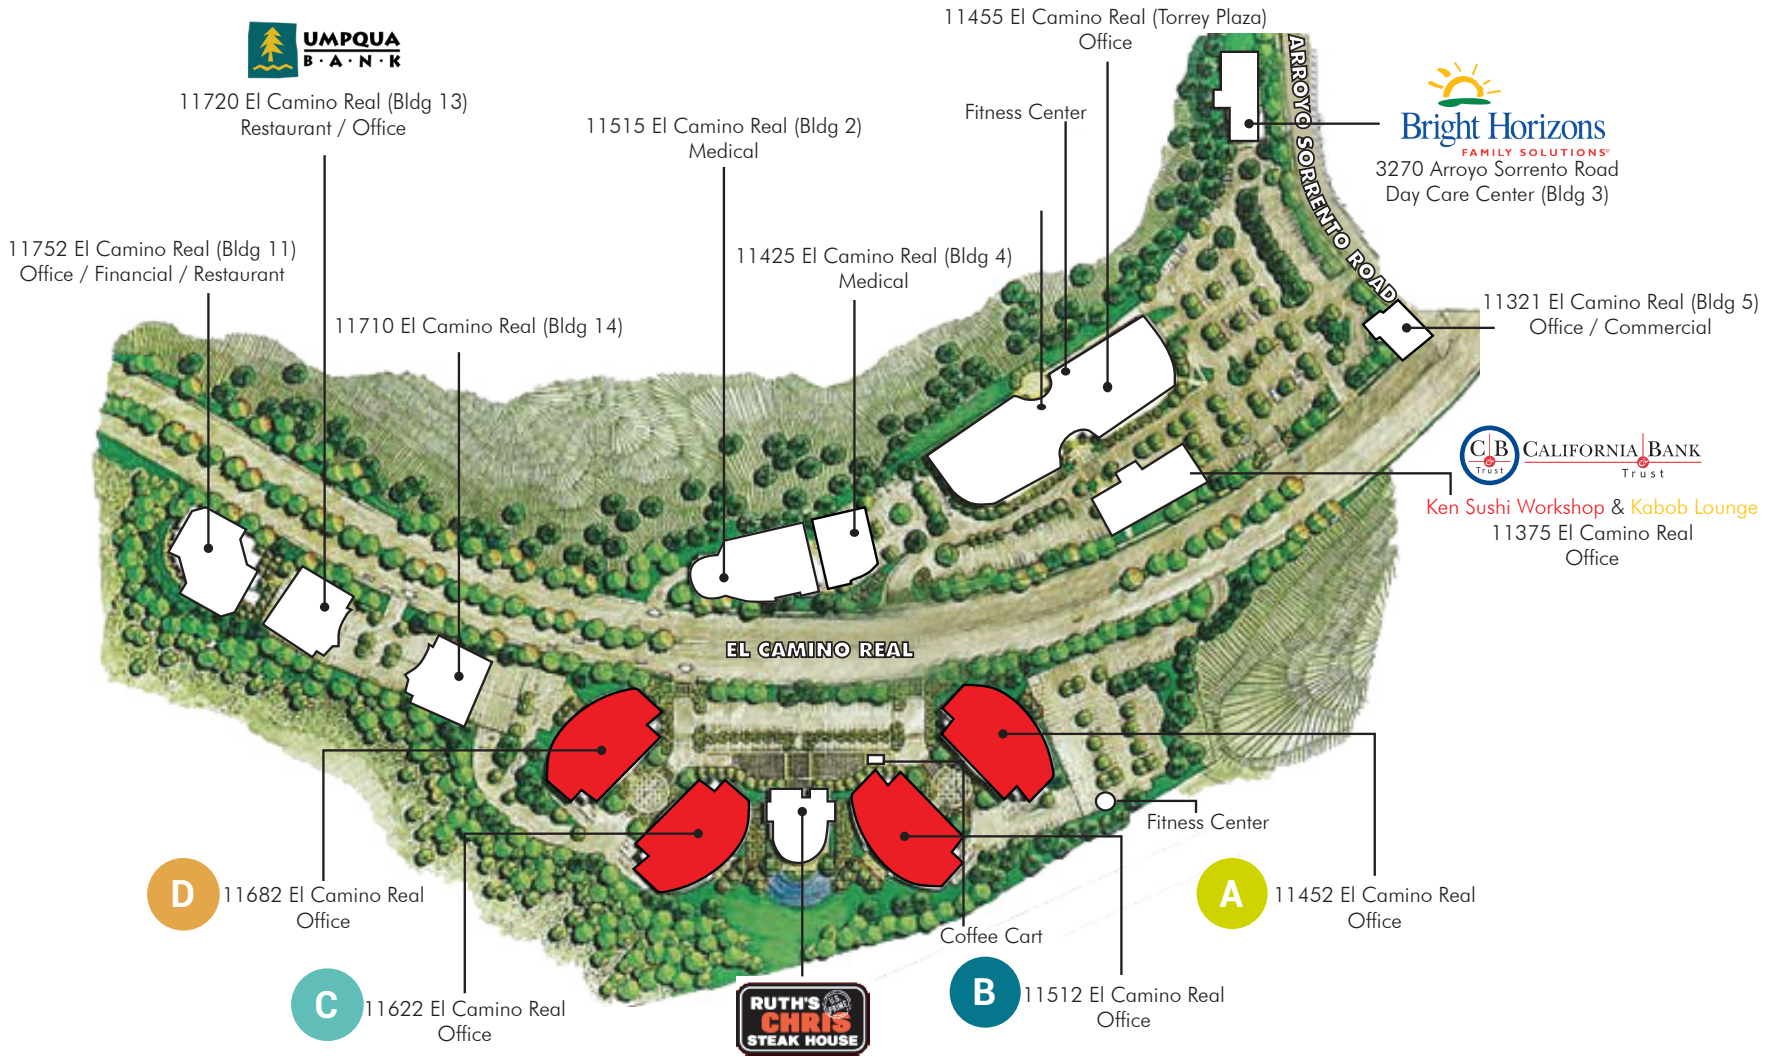 11455 El Camino Real (Torrey Plaza)
Office
UMPQUA
B·A·N·K
11720 El Camino Real (Bldg 13)
Restaurant / Office
11515 El Camino Real (Bldg 2)
Medical
Fitness Center
ARROYO SORRENTO ROAD
Bright Horizons
FAMILY SOLUTIONS®
3270 Arroyo Sorrento Road
Day Care Center (Bldg 3)
11752 El Camino Real (Bldg 11)
Office / Financial / Restaurant
11425 El Camino Real (Bldg 4)
Medical
11710 El Camino Real (Bldg 14)
11321 El Camino Real (Bldg 5)
Office / Commercial
C B
&
Trust
CALIFORNIA BANK
&
Trust
Ken Sushi Workshop & Kabob Lounge
11375 El Camino Real
Office
EL CAMINO REAL
Fitness Center
D
11682 El Camino Real
Office
A
11452 El Camino Real
Office
Coffee Cart
C
11622 El Camino Real
Office
RUTH'S
U.S. PRIME
CHRIS
STEAK HOUSE
B
11512 El Camino Real
Office